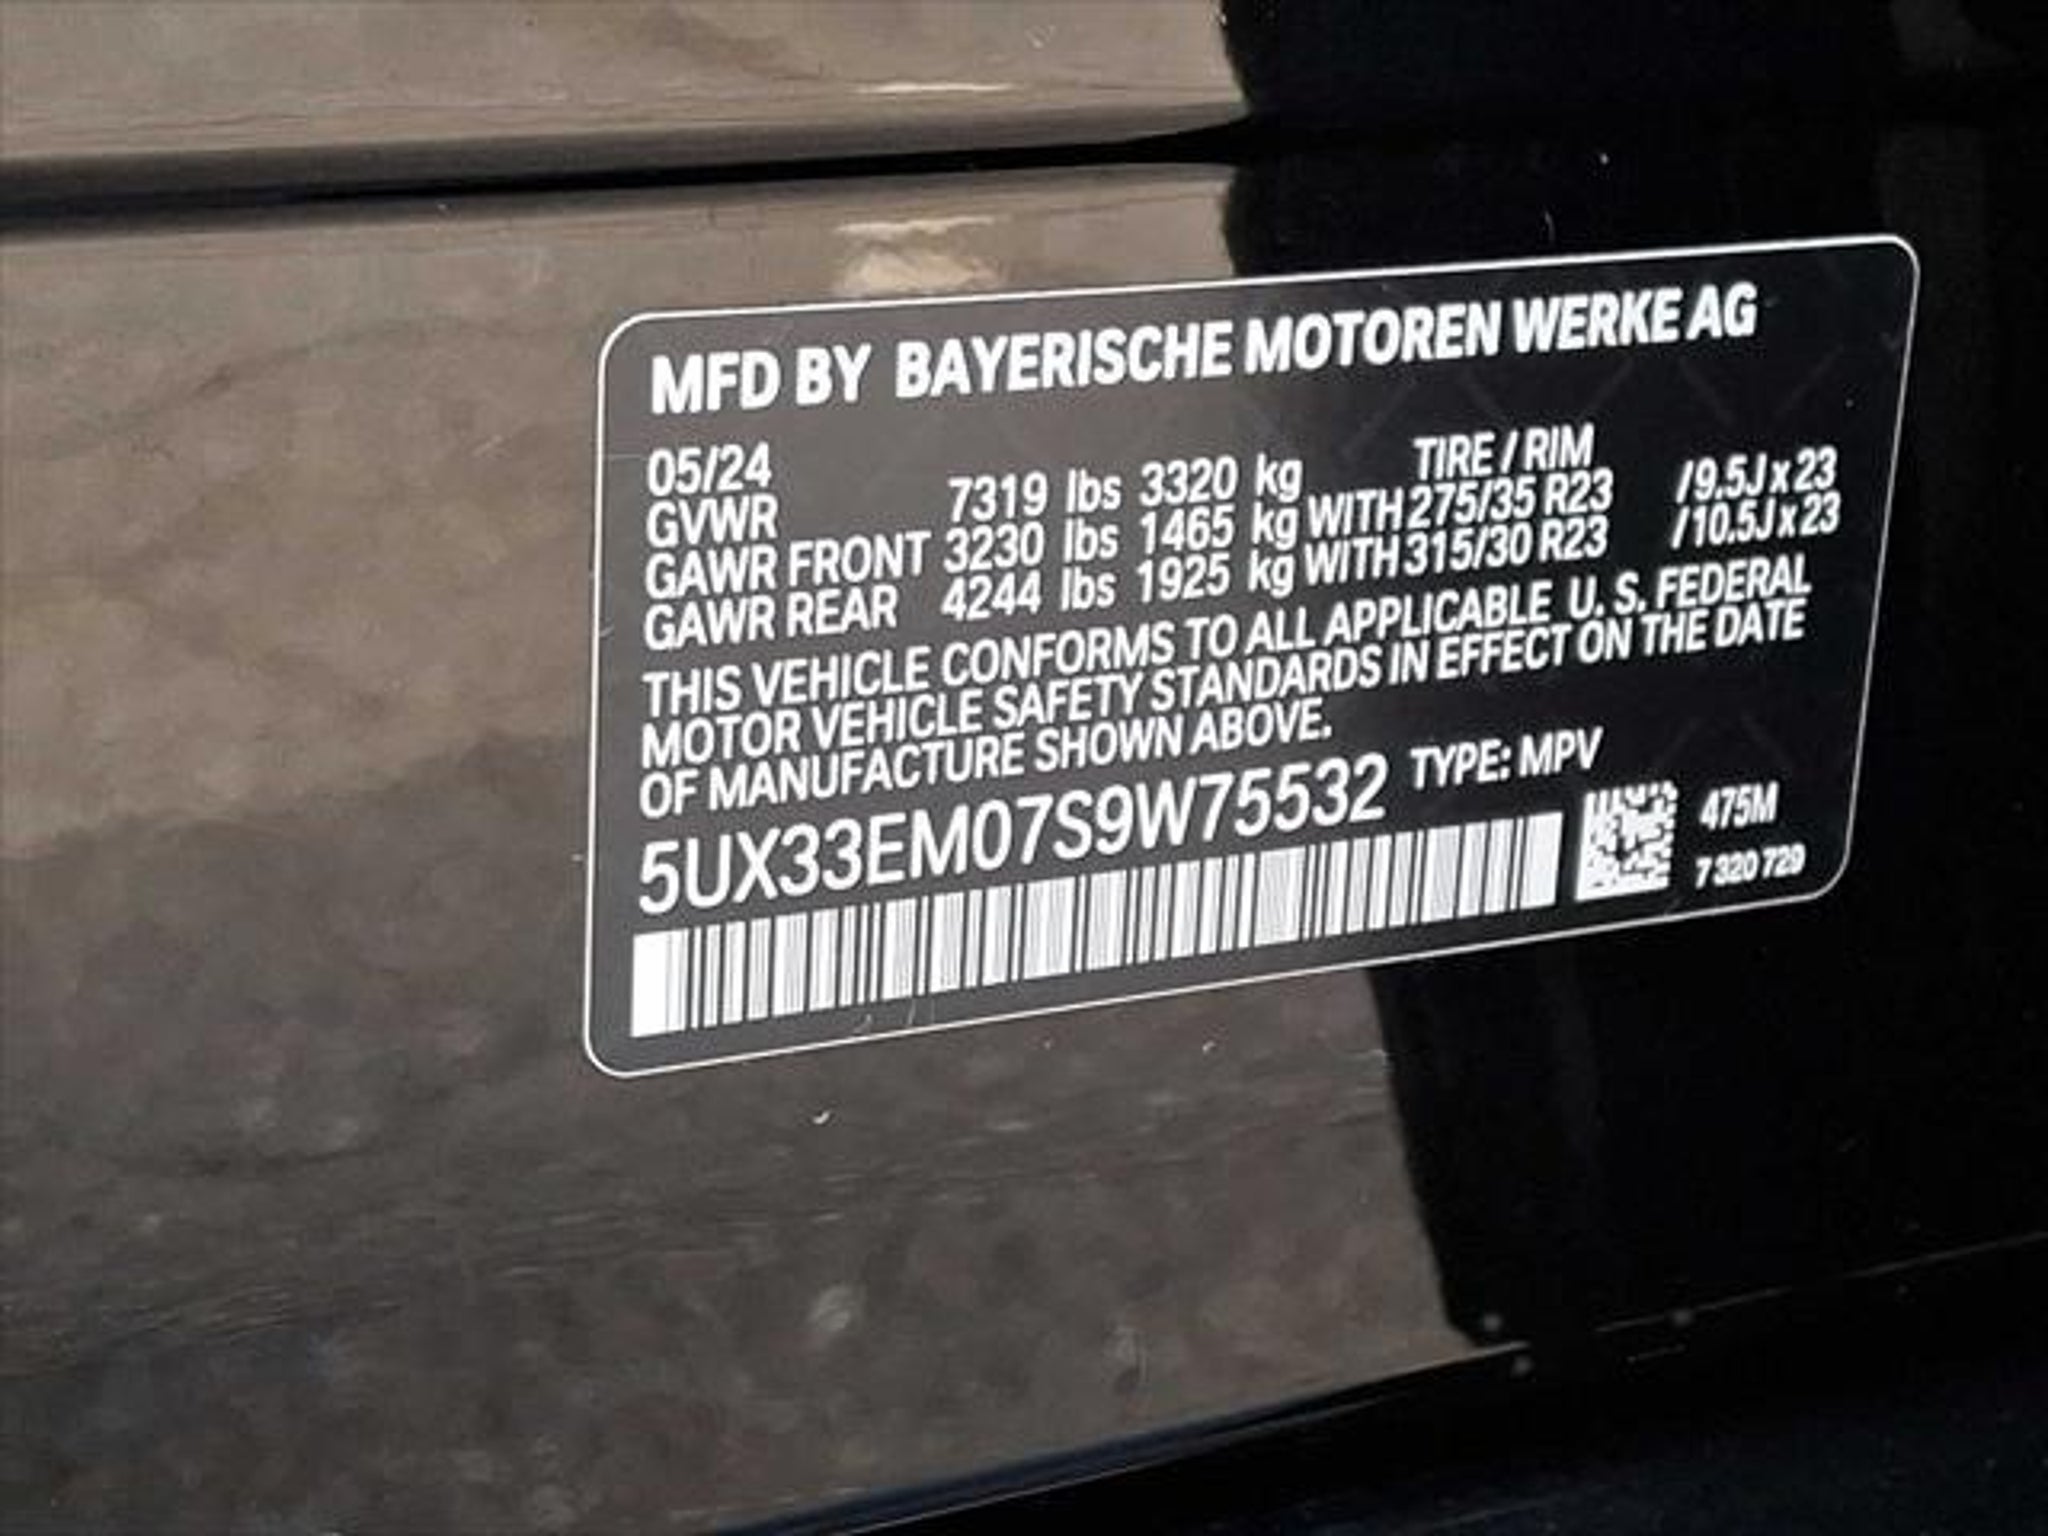 MFD BY BAYERISCHE MOTOREN WERKE AG
05/24 TIRE / RIM
GVWR 7319 lbs 3320 kg
GAWR FRONT 3230 lbs 1465 kg WITH 275/35 R23 /9.5J x 23
GAWR REAR 4244 lbs 1925 kg WITH 315/30 R23 /10.5J x 23
THIS VEHICLE CONFORMS TO ALL APPLICABLE U. S. FEDERAL
MOTOR VEHICLE SAFETY STANDARDS IN EFFECT ON THE DATE
OF MANUFACTURE SHOWN ABOVE.
5UX33EM07S9W75532 TYPE: MPV
475M
7 320 729